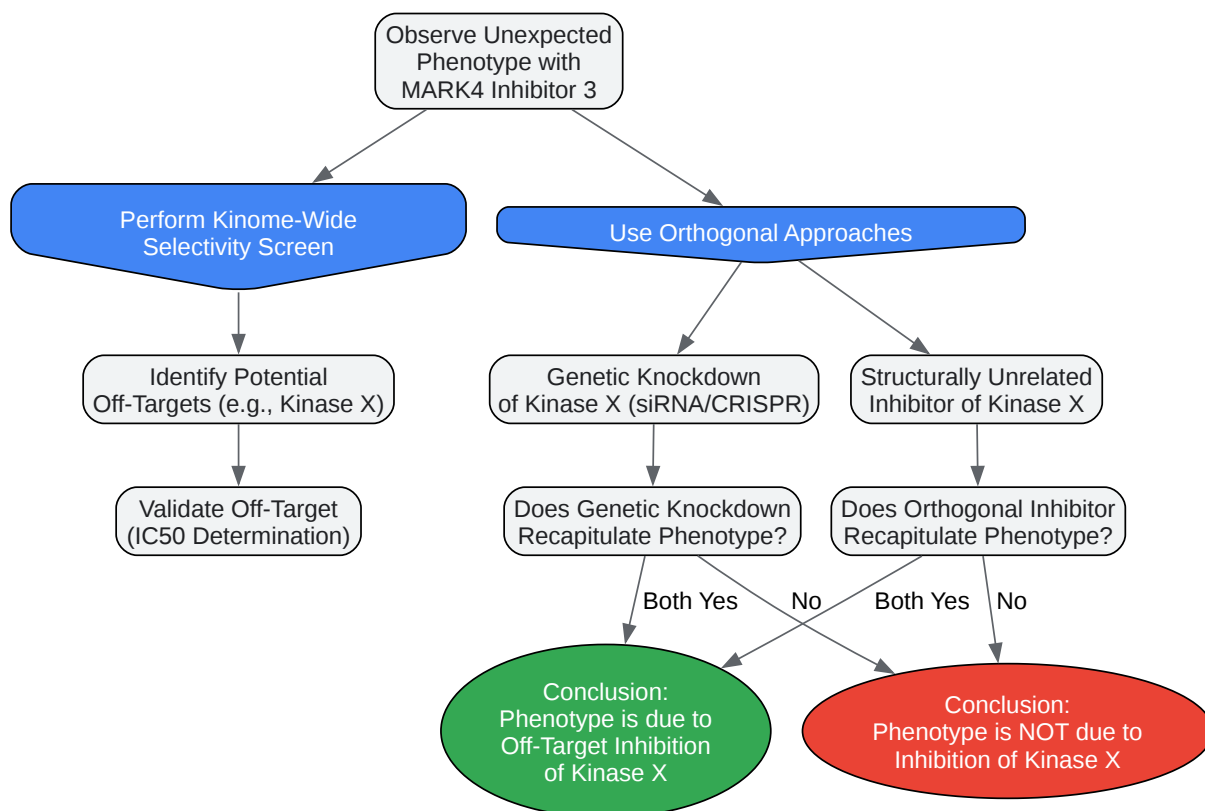 Observe Unexpected
Phenotype with
MARK4 Inhibitor 3
Perform Kinome-Wide
Selectivity Screen
Use Orthogonal Approaches
Identify Potential
Off-Targets (e.g., Kinase X)
Genetic Knockdown
of Kinase X (siRNA/CRISPR)
Structurally Unrelated
Inhibitor of Kinase X
Validate Off-Target
(IC50 Determination)
Does Genetic Knockdown
Recapitulate Phenotype?
Does Orthogonal Inhibitor
Recapitulate Phenotype?
Both Yes
No
Both Yes
No
Conclusion:
Phenotype is due to
Off-Target Inhibition
of Kinase X
Conclusion:
Phenotype is NOT due to
Inhibition of Kinase X